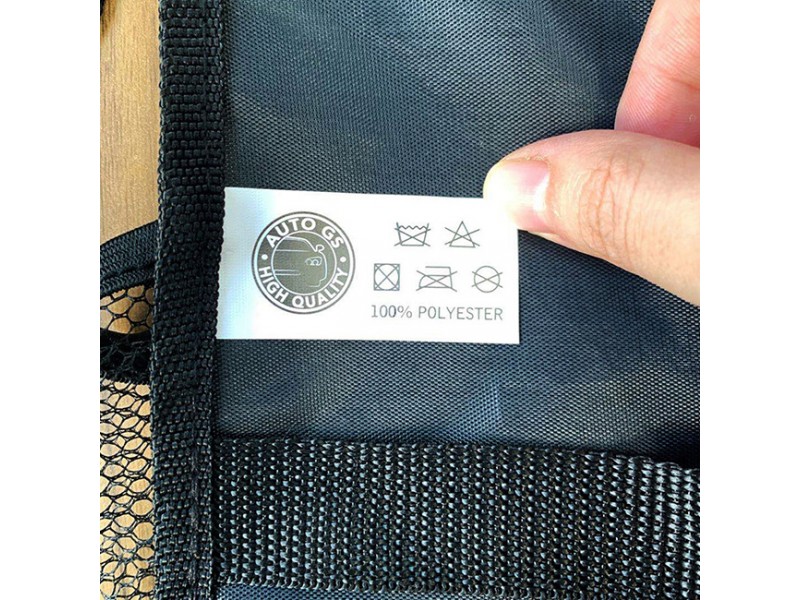 AUTO GS
HIGH QUALITY
100% POLYESTER